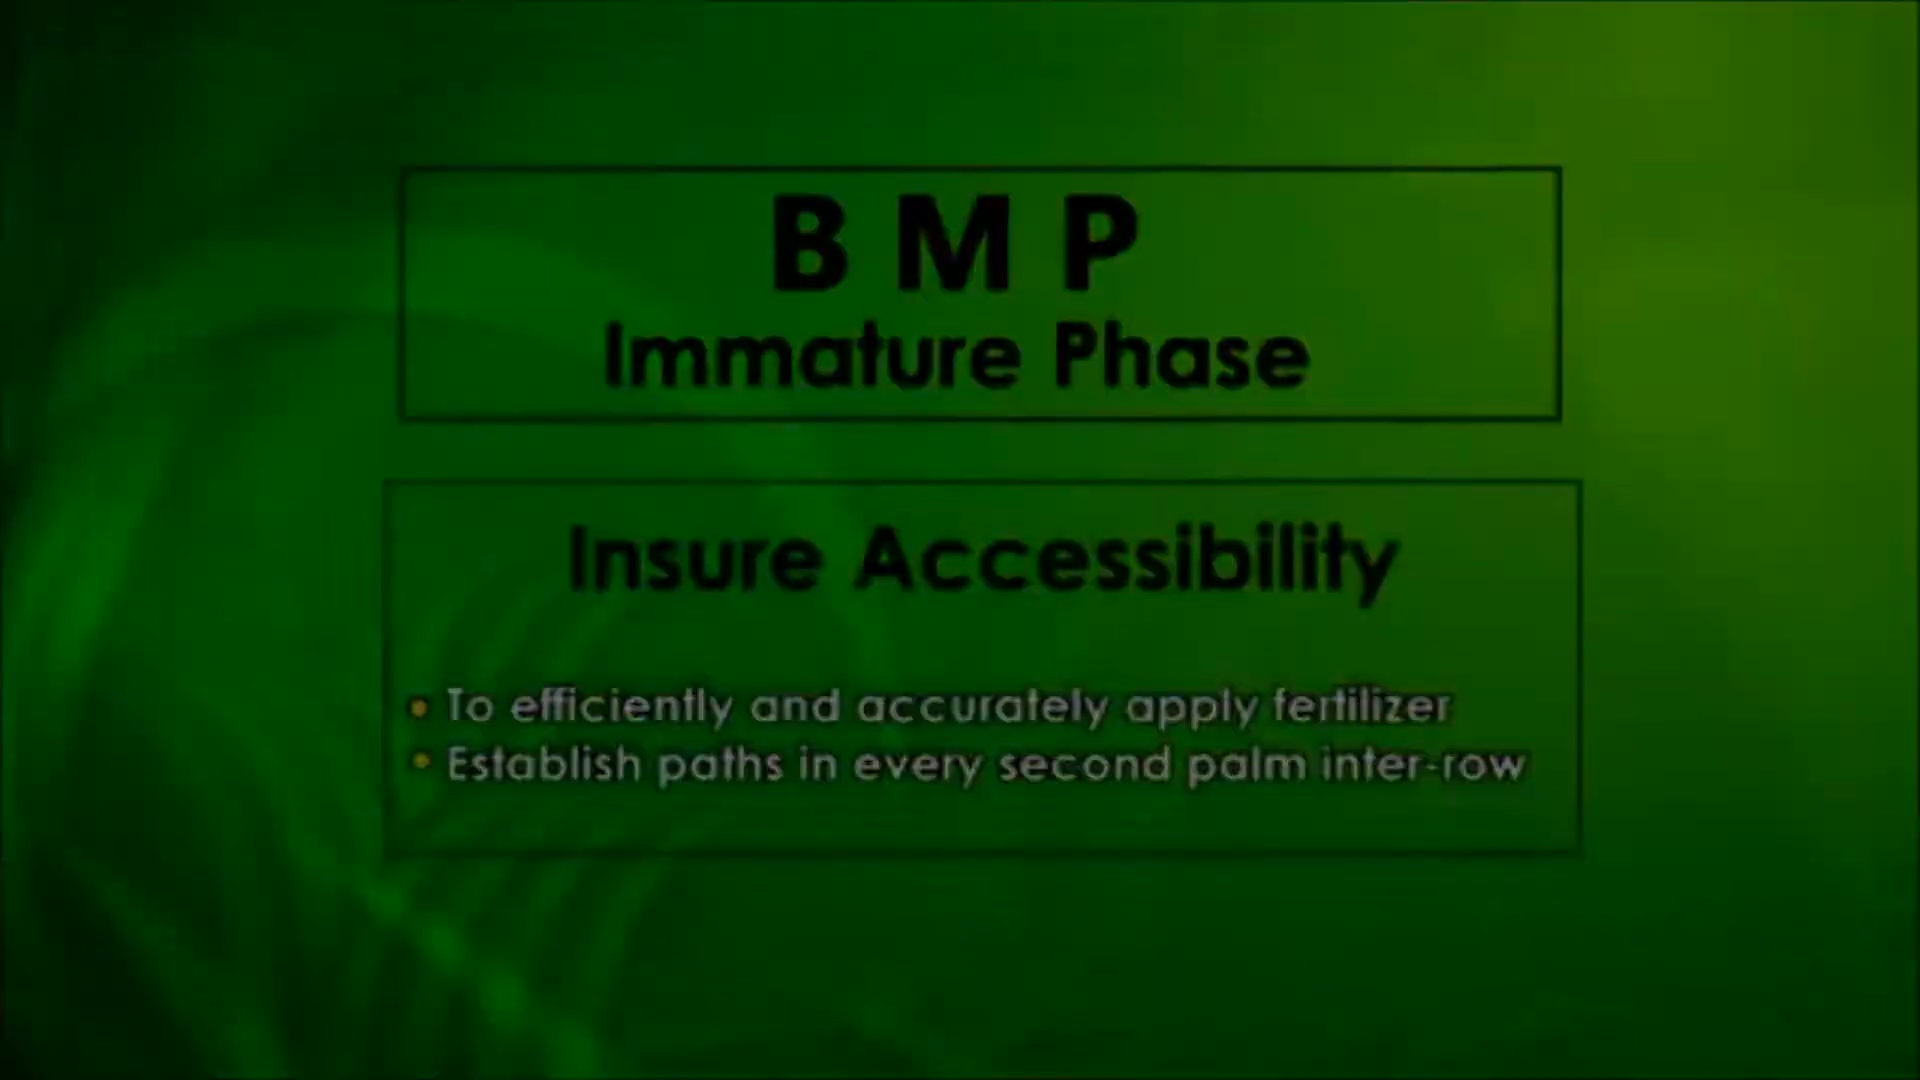 B M P
Immature Phase
Insure Accessibility
• To efficiently and accurately apply fertilizer
• Establish paths in every second palm inter-row